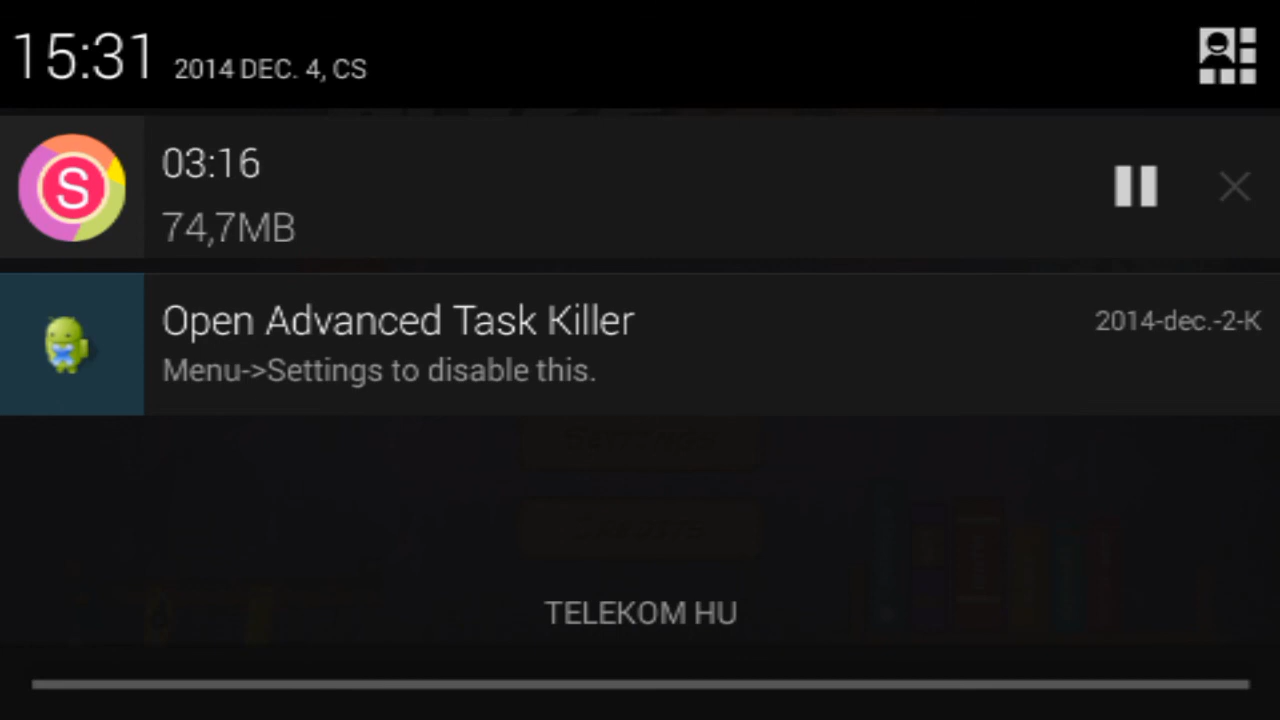 15:31 2014 DEC. 4, CS
S
03:16
74,7MB
Open Advanced Task Killer
2014-dec.-2-K
Menu->Settings to disable this.
TELEKOM HU